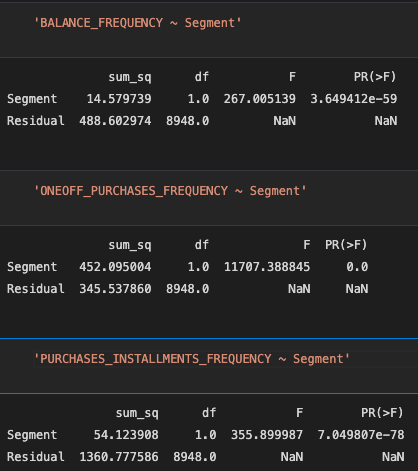 'BALANCE_FREQUENCY ~ Segment'
sum_sq df F PR(>F)
Segment 14.579739 1.0 267.005139 3.649412e-59
Residual 488.602974 8948.0 NaN NaN
'ONEOFF_PURCHASES_FREQUENCY ~ Segment'
sum_sq df F PR(>F)
Segment 452.095004 1.0 11707.388845 0.0
Residual 345.537860 8948.0 NaN NaN
'PURCHASES_INSTALLMENTS_FREQUENCY ~ Segment'
sum_sq df F PR(>F)
Segment 54.123908 1.0 355.899987 7.049807e-78
Residual 1360.777586 8948.0 NaN NaN